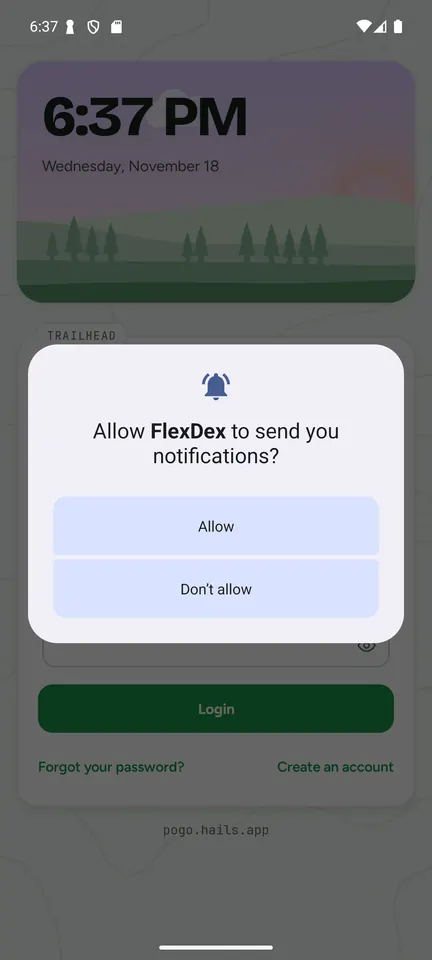 6:37
6:37 PM
Wednesday, November 18
TRAILHEAD
Allow FlexDex to send you
notifications?
Allow
Don't allow
Login
Forgot your password?
Create an account
pogo.hails.app